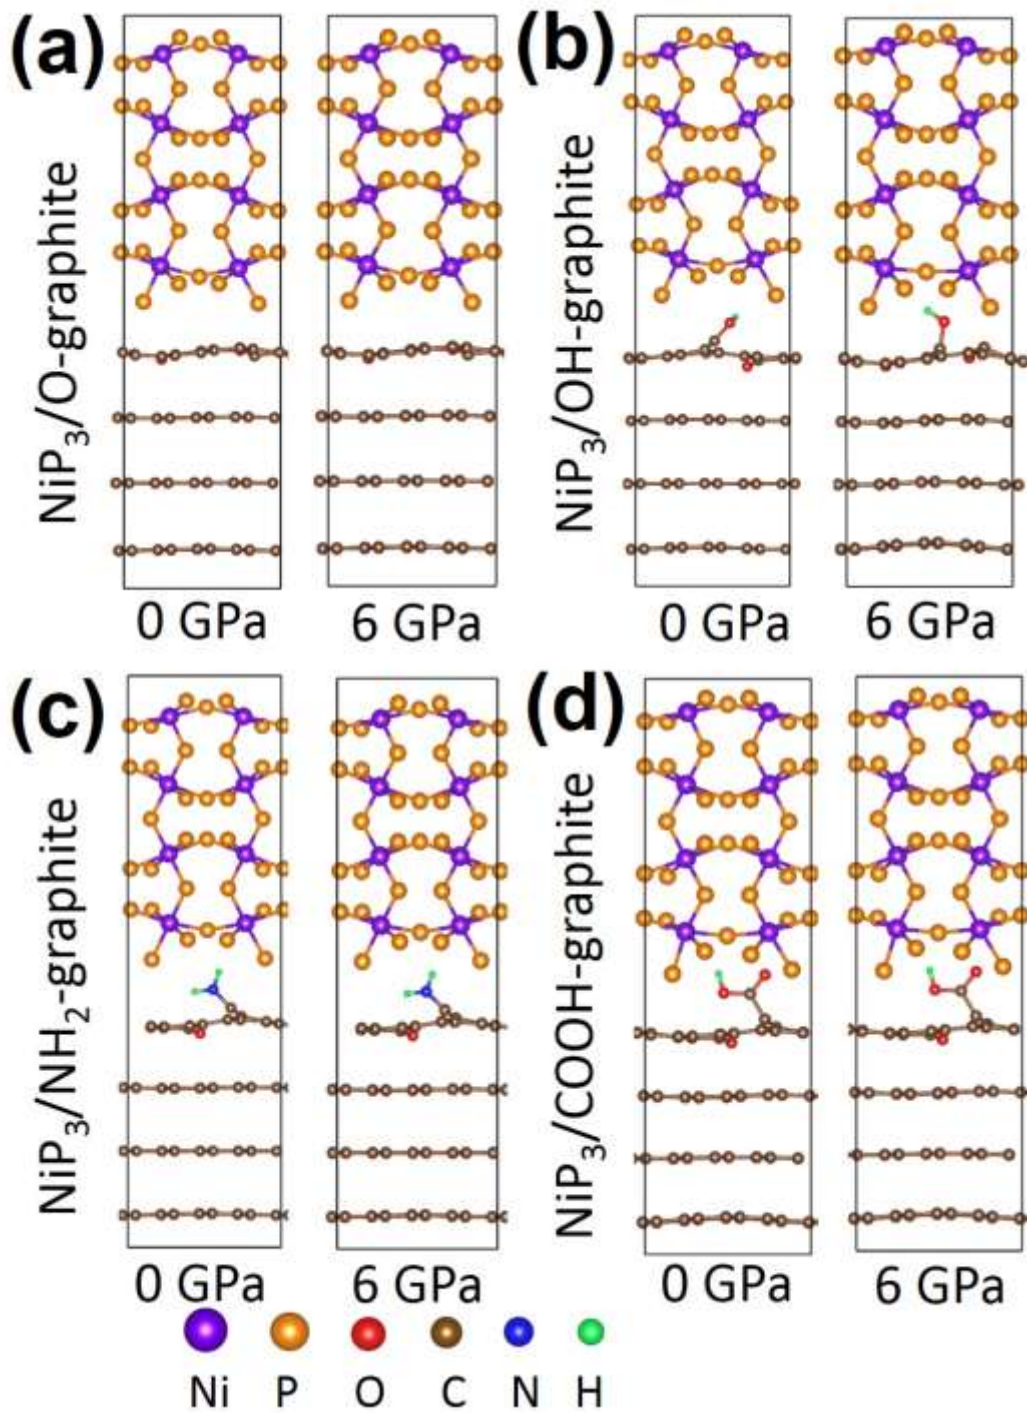 (a)
NiP₃/O-graphite
0 GPa
6 GPa
(b)
NiP₃/OH-graphite
0 GPa
6 GPa
(c)
NiP₃/NH₂-graphite
0 GPa
6 GPa
(d)
NiP₃/COOH-graphite
0 GPa
6 GPa
Ni P O C N H